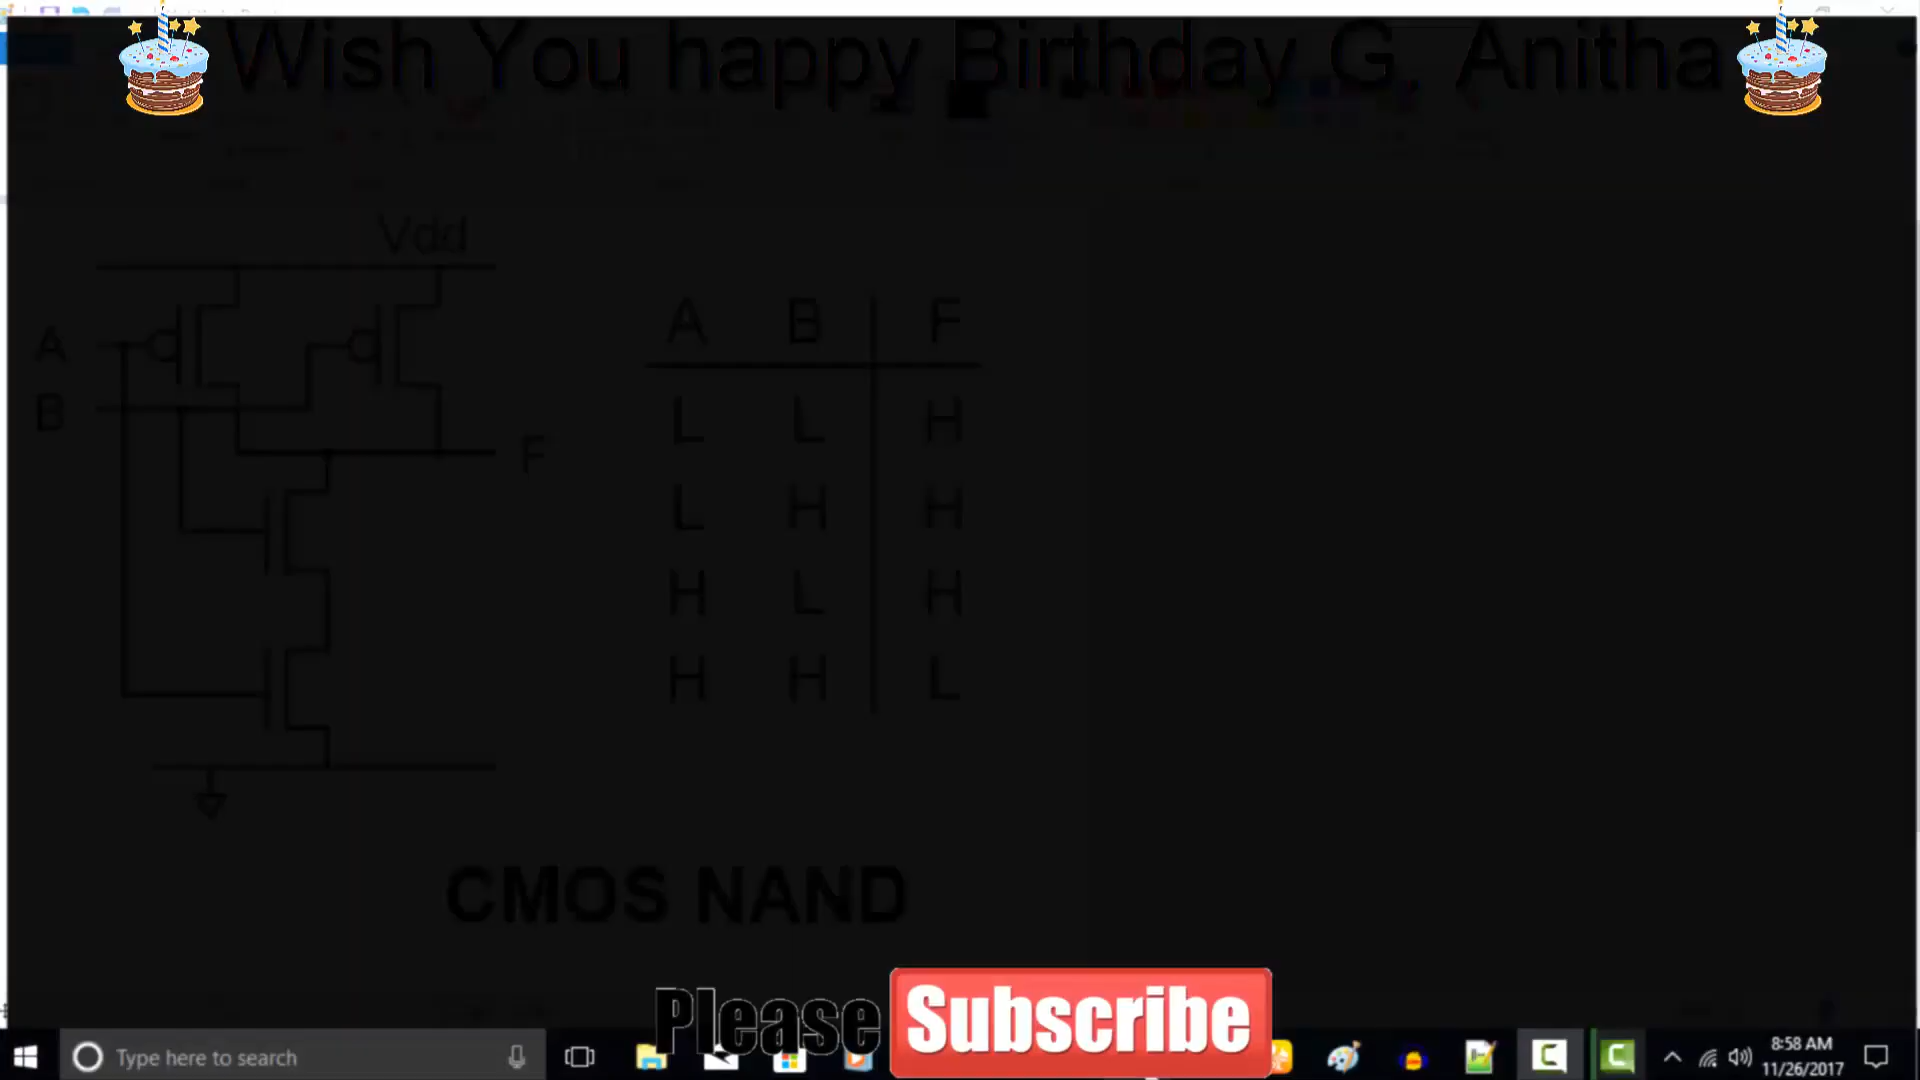 Wish You happy Birthday G. Anitha
Vdd
A
B
F
A B F
L L H
L H H
H L H
H H L
CMOS NAND
Please Subscribe
Type here to search
8:58 AM
11/26/2017